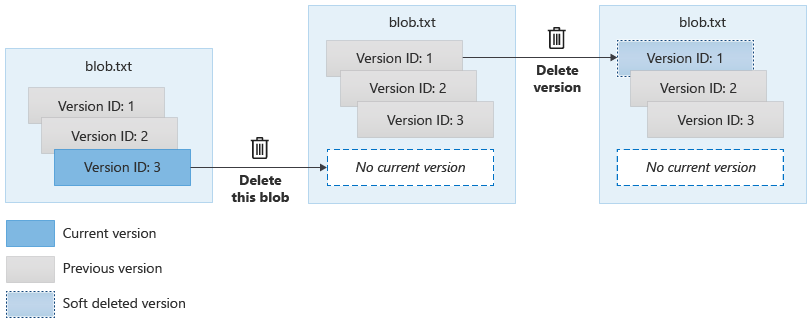 blob.txt
Version ID: 1
Version ID: 2
Version ID: 3
Delete
this blob
blob.txt
Version ID: 1
Version ID: 2
Version ID: 3
No current version
Delete
version
blob.txt
Version ID: 1
Version ID: 2
Version ID: 3
No current version
Current version
Previous version
Soft deleted version